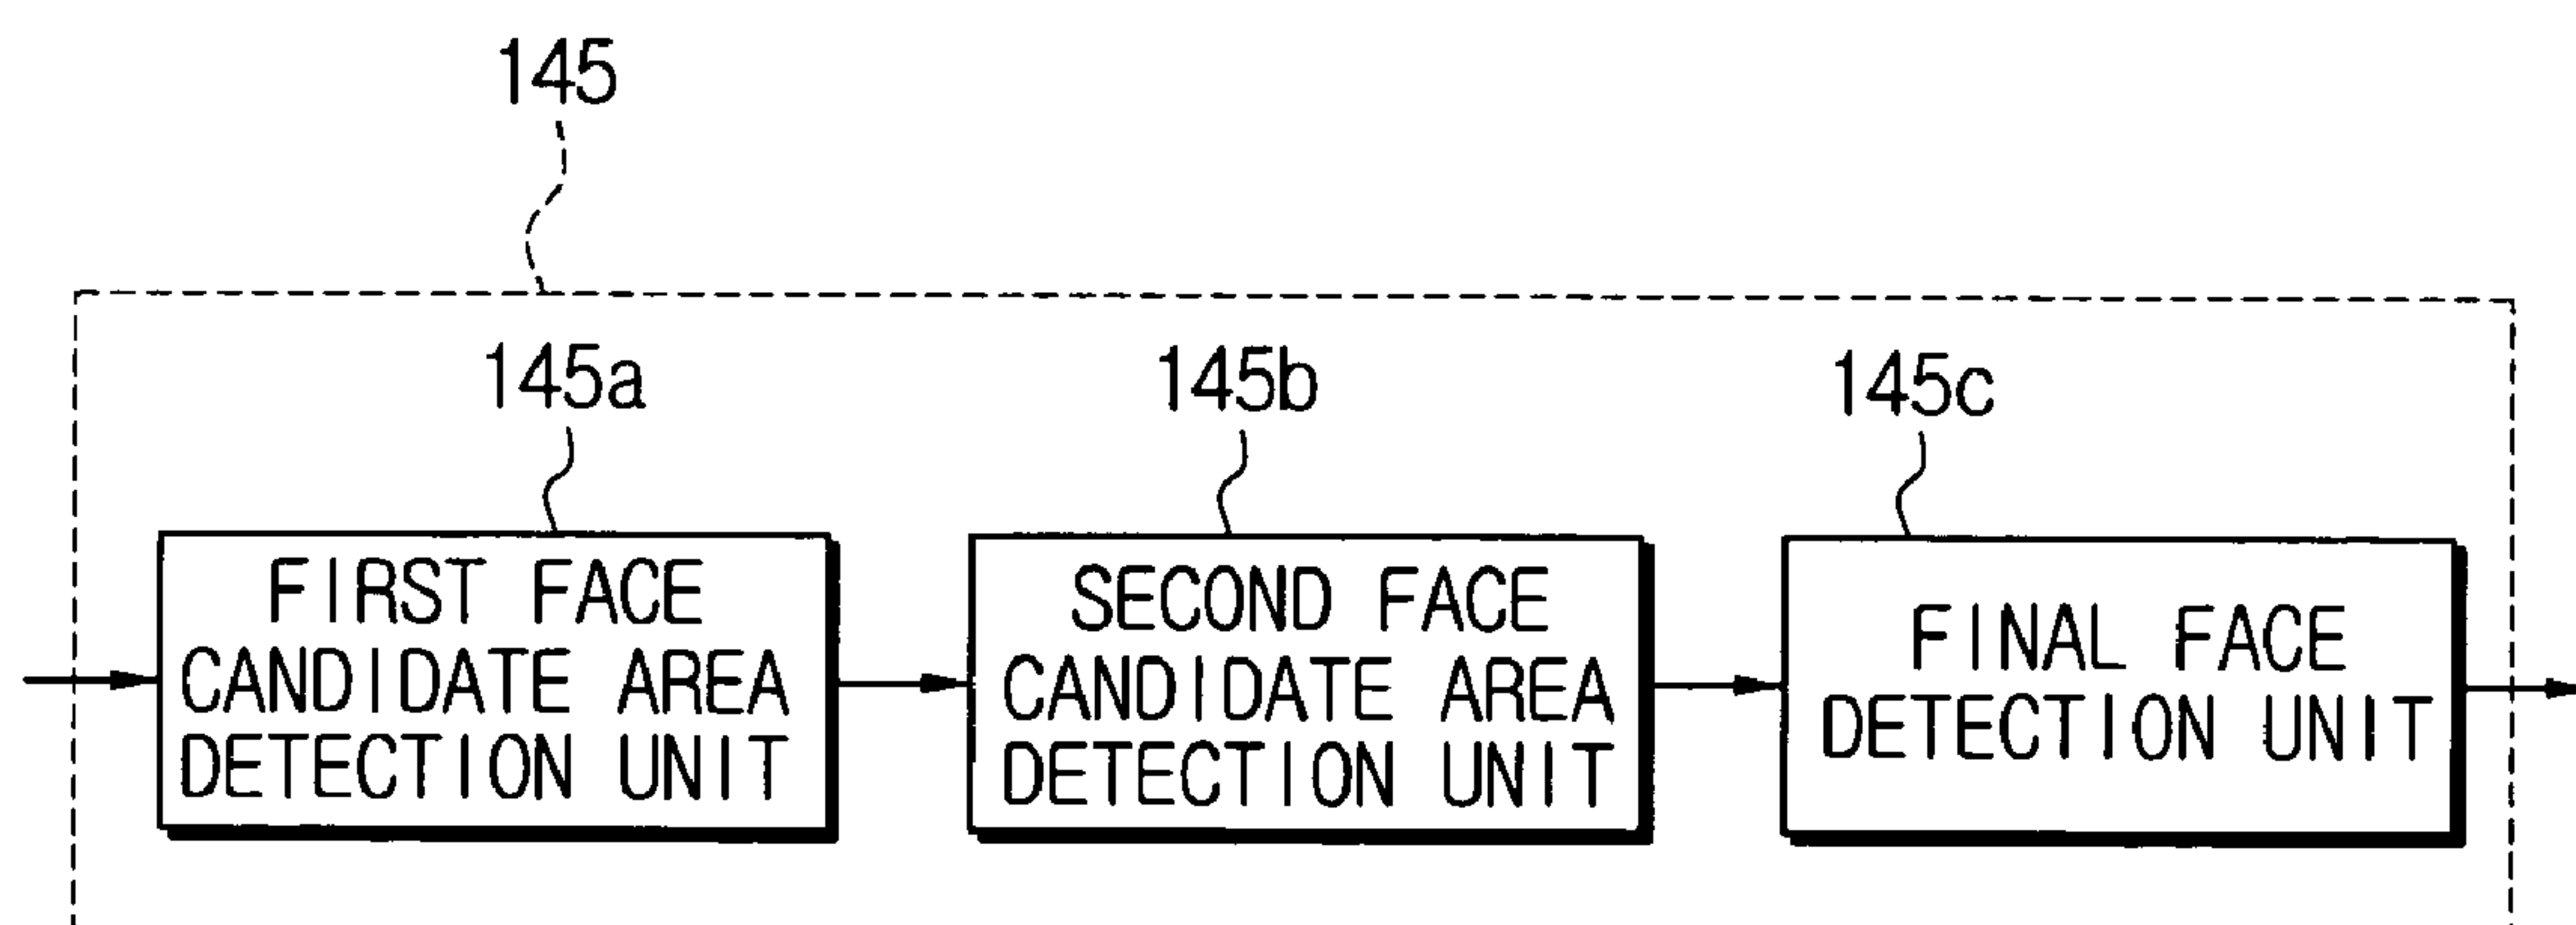 145
145a
145b
145c
FIRST FACE
CANDIDATE AREA
DETECTION UNIT
SECOND FACE
CANDIDATE AREA
DETECTION UNIT
FINAL FACE
DETECTION UNIT